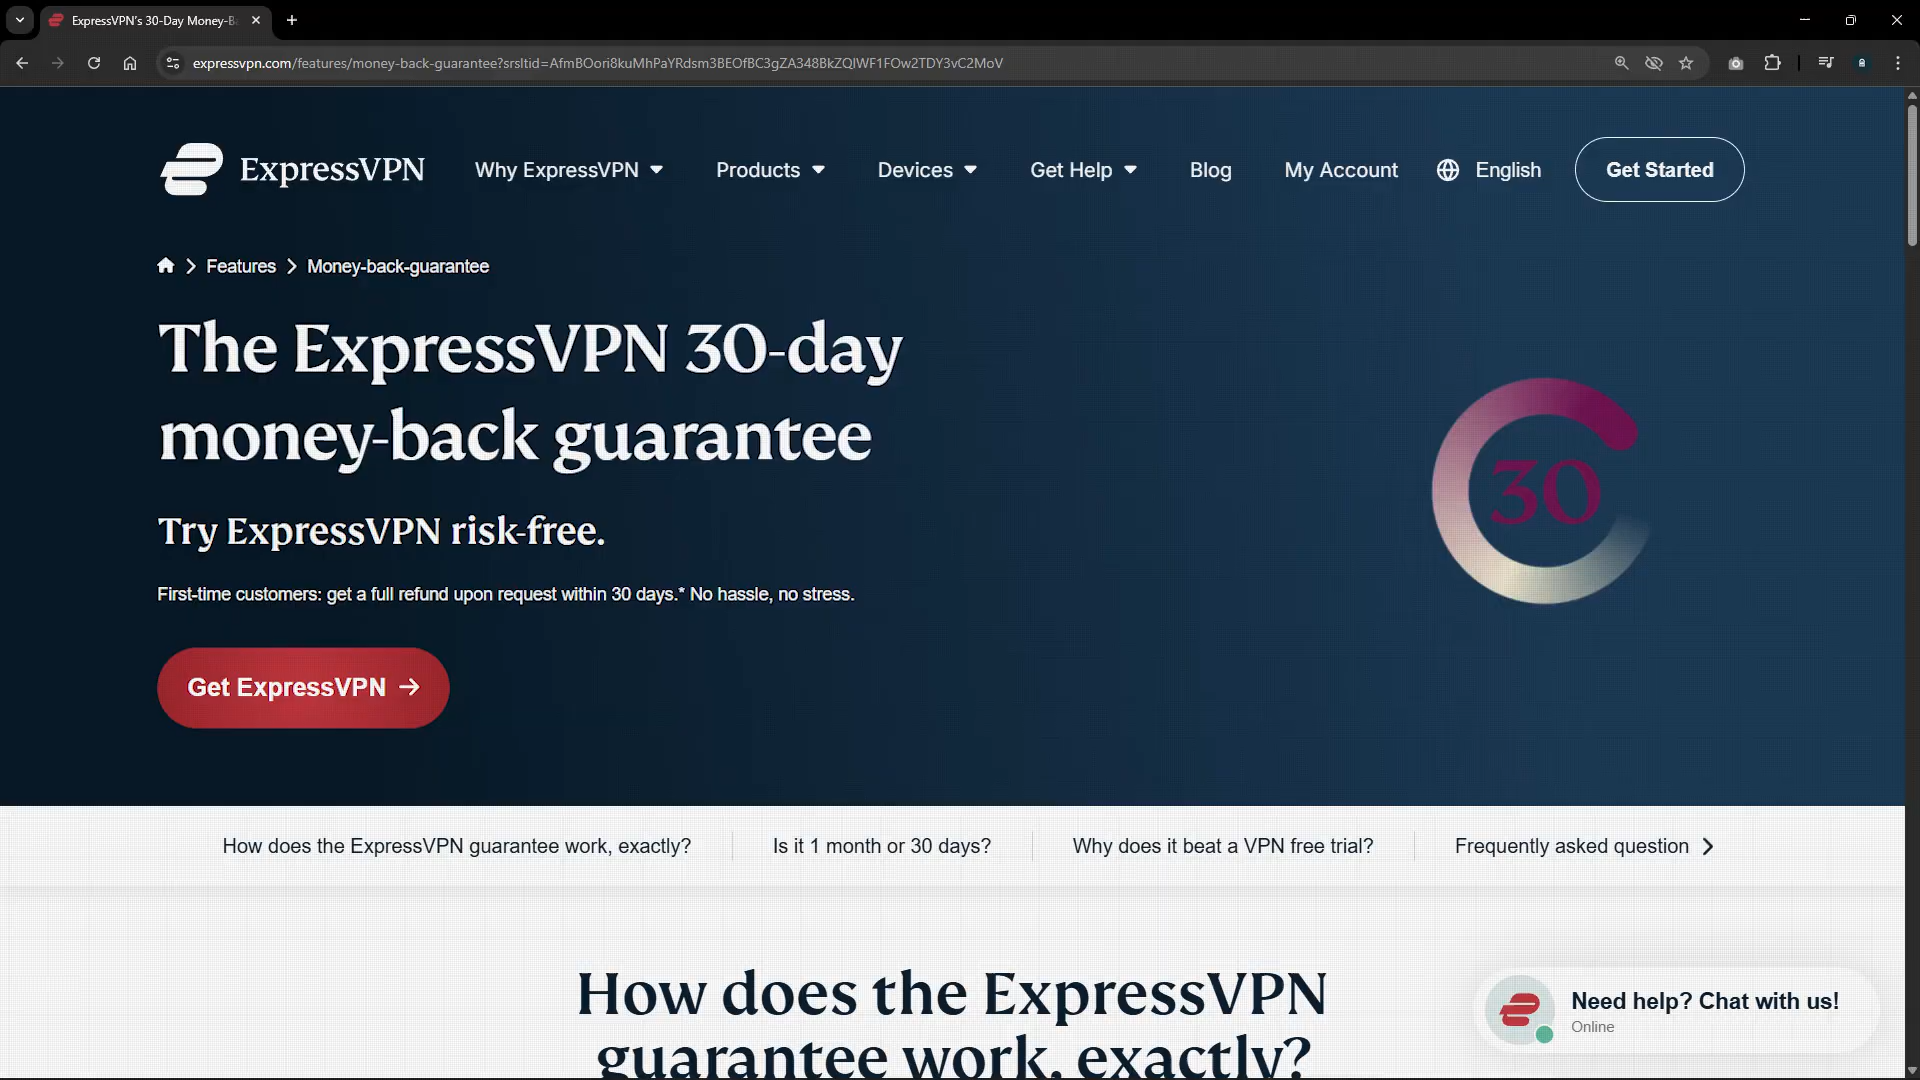 ExpressVPN's 30-Day Money-B
expressvpn.com/features/money-back-guarantee?srsltid=AfmBOori8kuMhPaYRdsm3BEOfBC3gZA348BkZQlWF1FOw2TDY3vC2MoV
ExpressVPN
Why ExpressVPN
Products
Devices
Get Help
Blog
My Account
English
Get Started
Features
Money-back-guarantee
The ExpressVPN 30-day
money-back guarantee
30
Try ExpressVPN risk-free.
First-time customers: get a full refund upon request within 30 days.* No hassle, no stress.
Get ExpressVPN
How does the ExpressVPN guarantee work, exactly?
Is it 1 month or 30 days?
Why does it beat a VPN free trial?
Frequently asked question
How does the ExpressVPN
guarantee work, exactly?
Need help? Chat with us!
Online